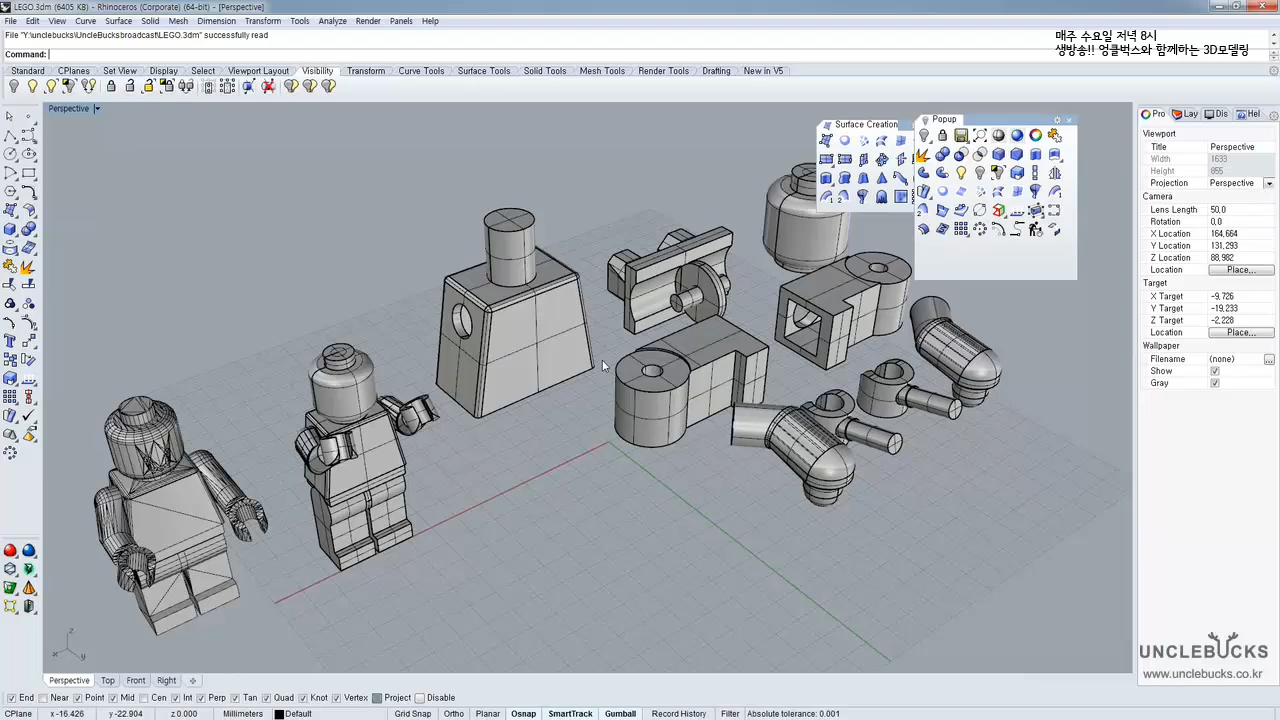 LEGO.3dm (6405 KB) - Rhinoceros (Corporate) (64-bit) - [Perspective]
File Edit View Curve Surface Solid Mesh Dimension Transform Tools Analyze Render Panels Help
File "Y:\unclebucks\UncleBucksbroadcast\LEGO.3dm" successfully read
매주 수요일 저녁 8시
Command:
생방송!! 엉클벅스와 함께하는 3D모델링
Standard CPlanes Set View Display Select Viewport Layout Visibility Transform Curve Tools Surface Tools Solid Tools Mesh Tools Render Tools Drafting New in V5
Perspective
Surface Creation
Popup
Pro Lay Dis Hel
Viewport
Title Perspective
Width 1633
Height 855
Projection Perspective
Camera
Lens Length 50,0
Rotation 0,0
X Location 164,664
Y Location 131,293
Z Location 88,982
Location Place...
Target
X Target -9,726
Y Target -19,233
Z Target -2,228
Location Place...
Wallpaper
Filename (none) ...
Show
Gray
z
x y
UNCLEBUCKS
www.unclebucks.co.kr
Perspective Top Front Right
End Near Point Mid Cen Int Perp Tan Quad Knot Vertex Project Disable
CPlane x -16.426 y -22.904 z 0.000 Millimeters Default Grid Snap Ortho Planar Osnap SmartTrack Gumball Record History Filter Absolute tolerance: 0.001